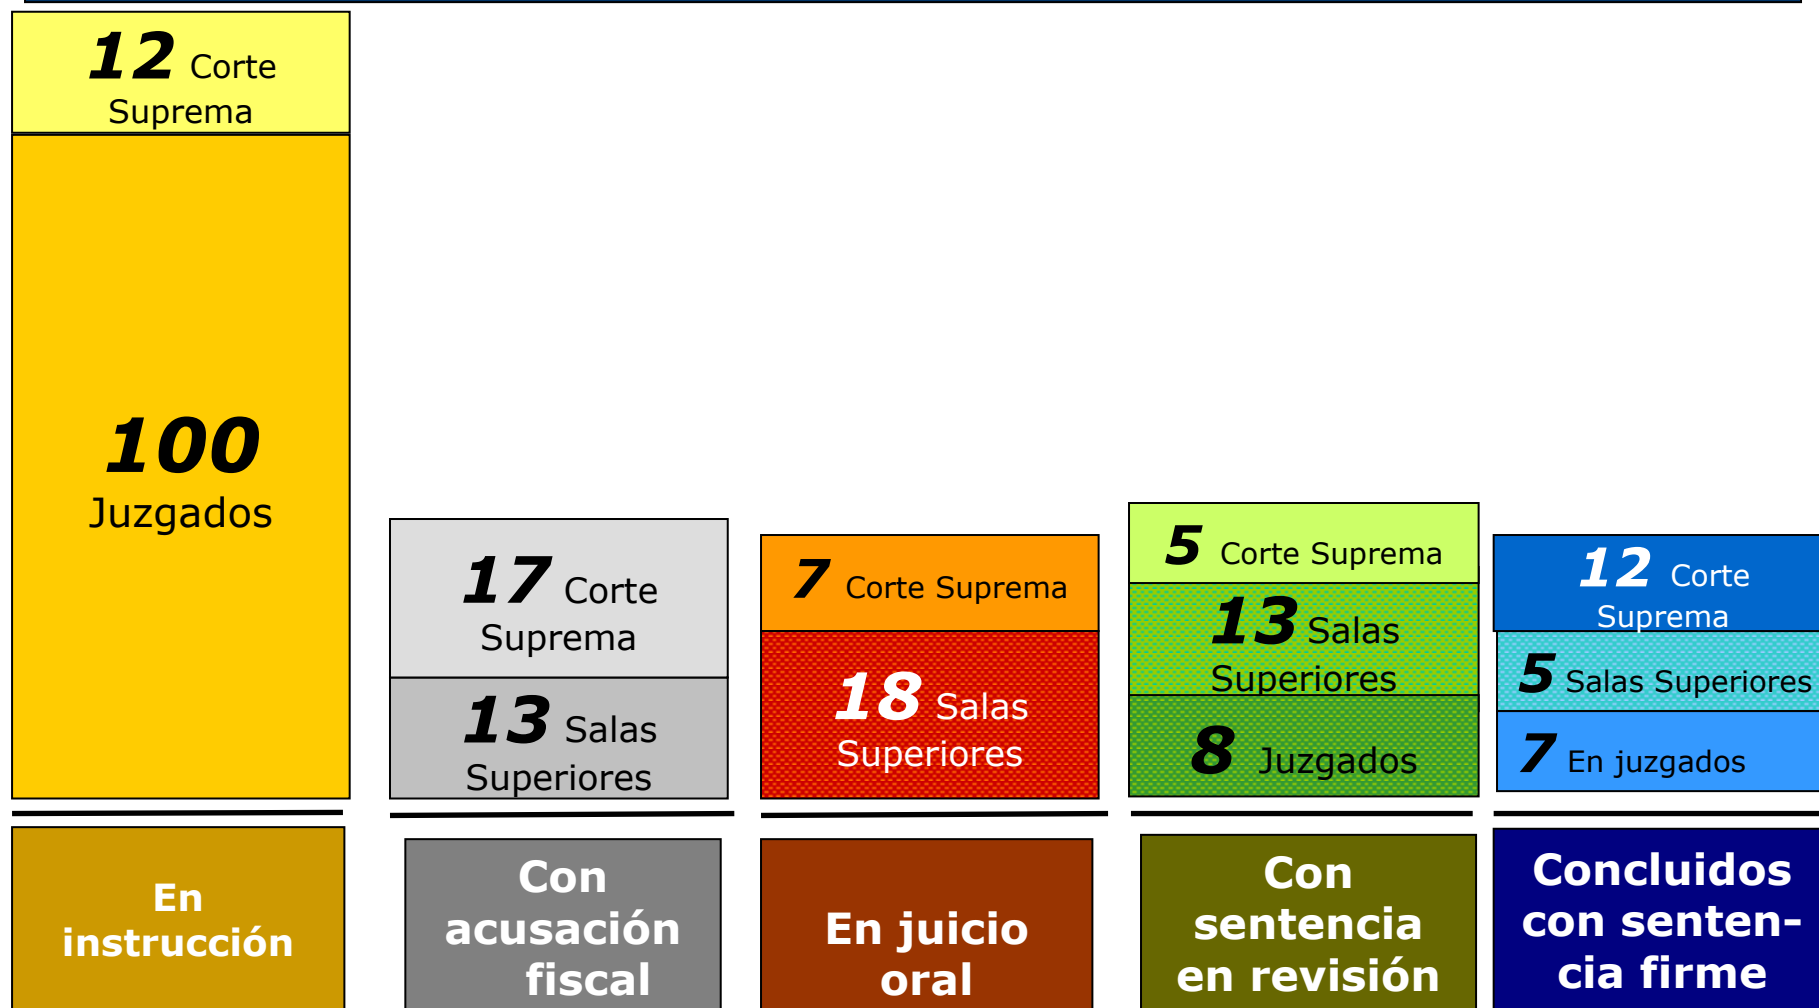 12 Corte
Suprema
100
Juzgados
17 Corte
Suprema
13 Salas
Superiores
7 Corte Suprema
18 Salas
Superiores
5 Corte Suprema
13 Salas
Superiores
8 Juzgados
12 Corte
Suprema
5 Salas Superiores
7 En juzgados
En
instrucción
Con
acusación
fiscal
En juicio
oral
Con
sentencia
en revisión
Concluidos
con senten-
cia firme